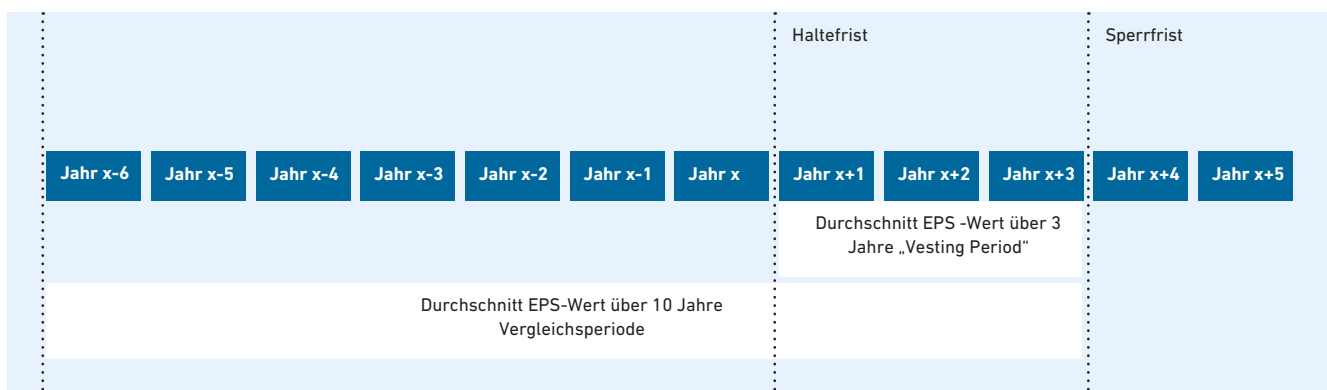 Haltefrist
Sperrfrist
Jahr x-6
Jahr x-5
Jahr x-4
Jahr x-3
Jahr x-2
Jahr x-1
Jahr x
Jahr x+1
Jahr x+2
Jahr x+3
Jahr x+4
Jahr x+5
Durchschnitt EPS -Wert über 3
Jahre „Vesting Period“
Durchschnitt EPS-Wert über 10 Jahre
Vergleichsperiode